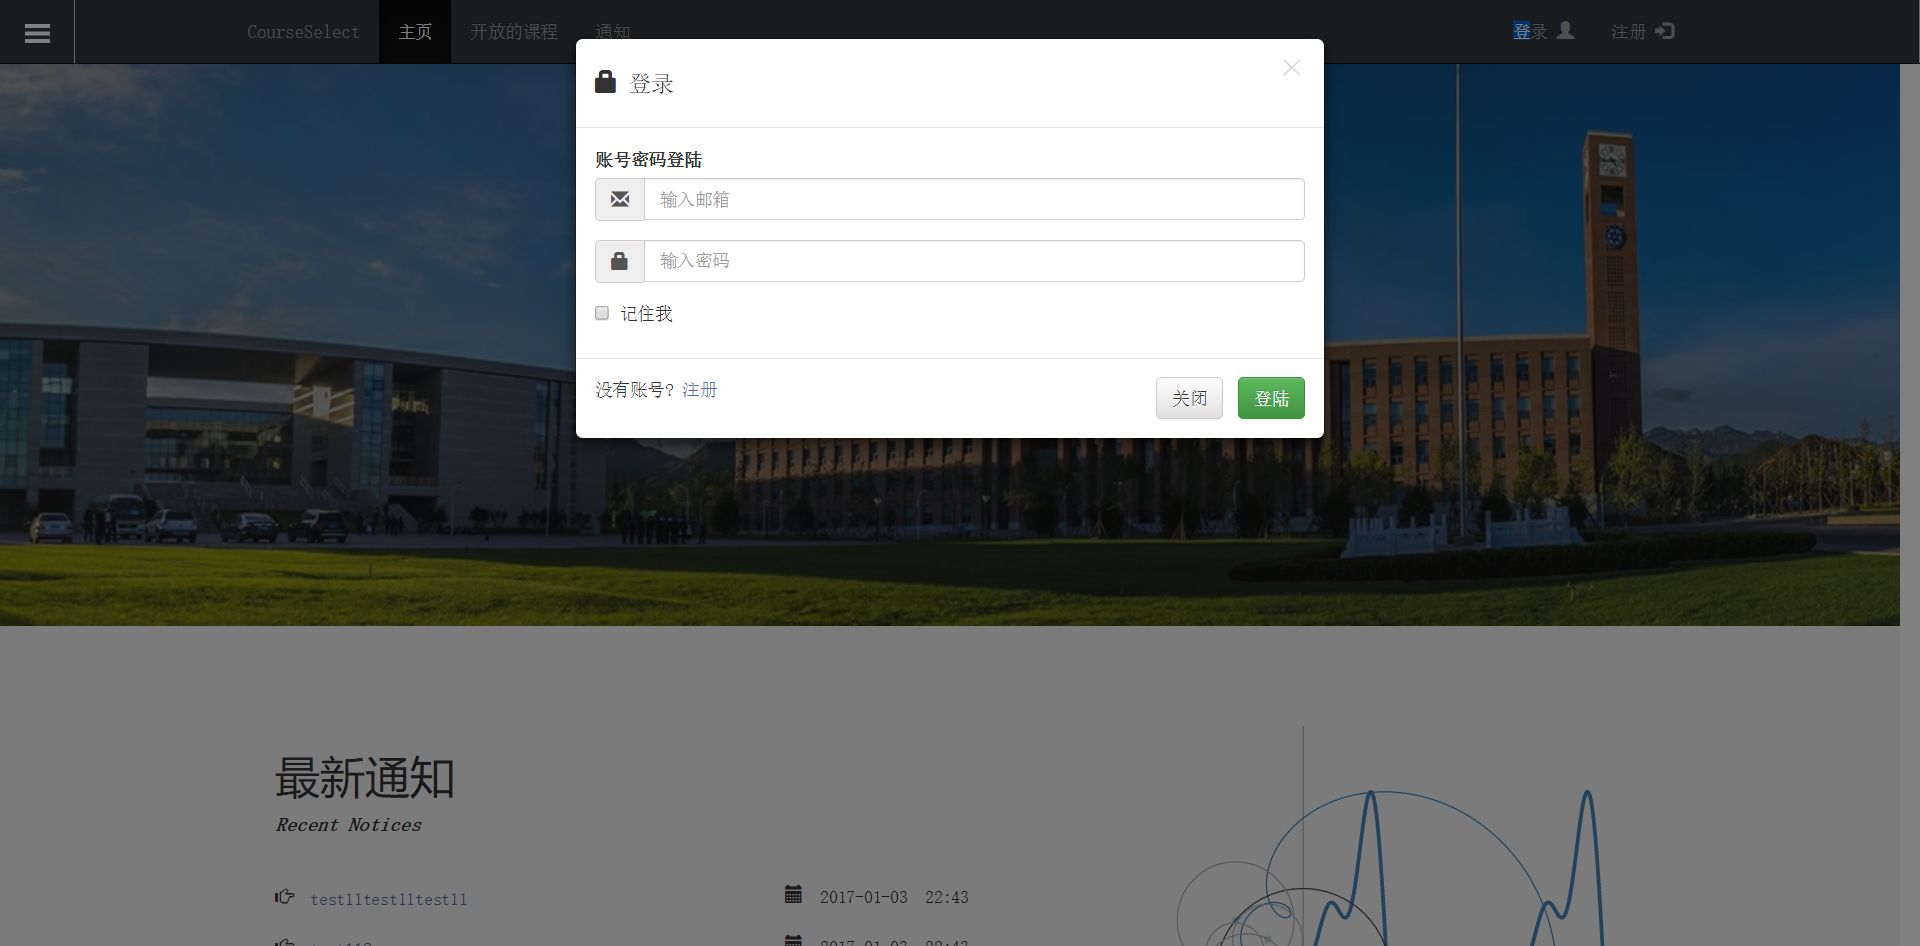 CourseSelect 主页 开放的课程 通知 登录 注册
登录
账号密码登陆
输入邮箱
输入密码
记住我
没有账号? 注册 关闭 登陆
最新通知
Recent Notices
testlltestlltestll 2017-01-03 22:43